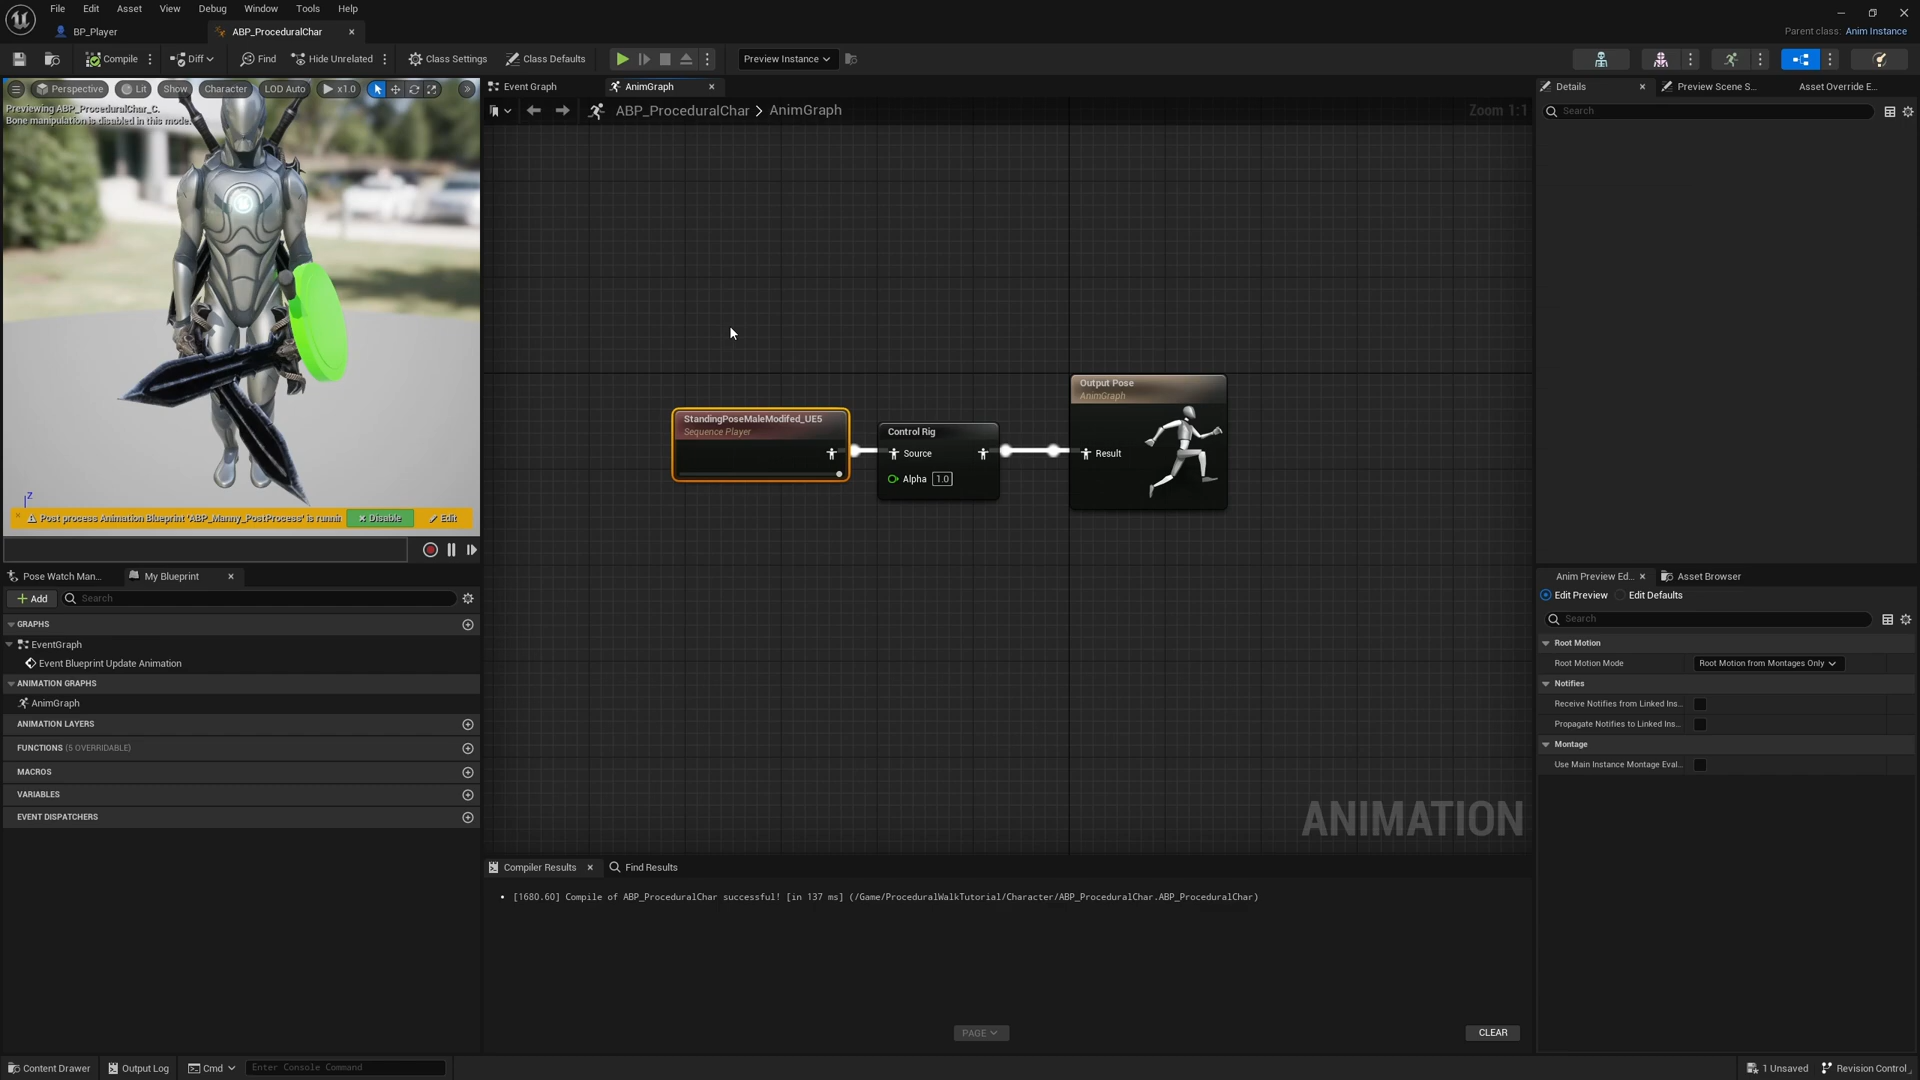 File Edit Asset View Debug Window Tools Help
BP_Player
ABP_ProceduralChar
Parent class: Anim Instance
Compile
Diff
Find
Hide Unrelated
Class Settings
Class Defaults
Preview Instance
Perspective
Lit
Show
Character
LOD Auto
x1.0
Previewing ABP_ProceduralChar_C.
Bone manipulation is disabled in this mode.
Z
Post process Animation Blueprint 'ABP_Manny_PostProcess' is runnin
Disable
Edit
Event Graph
AnimGraph
ABP_ProceduralChar > AnimGraph
Zoom 1:1
StandingPoseMaleModifed_UE5
Sequence Player
Control Rig
Source
Alpha 1.0
Output Pose
AnimGraph
Result
ANIMATION
Pose Watch Man...
My Blueprint
Add
Search
GRAPHS
EventGraph
Event Blueprint Update Animation
ANIMATION GRAPHS
AnimGraph
ANIMATION LAYERS
FUNCTIONS (5 OVERRIDABLE)
MACROS
VARIABLES
EVENT DISPATCHERS
Compiler Results
Find Results
[1680.60] Compile of ABP_ProceduralChar successful! [in 137 ms] (/Game/ProceduralWalkTutorial/Character/ABP_ProceduralChar.ABP_ProceduralChar)
PAGE
CLEAR
Details
Preview Scene S...
Asset Override E...
Search
Anim Preview Ed...
Asset Browser
Edit Preview
Edit Defaults
Search
Root Motion
Root Motion Mode
Root Motion from Montages Only
Notifies
Receive Notifies from Linked Ins...
Propagate Notifies to Linked Ins...
Montage
Use Main Instance Montage Eval...
Content Drawer
Output Log
Cmd
Enter Console Command
1 Unsaved
Revision Control